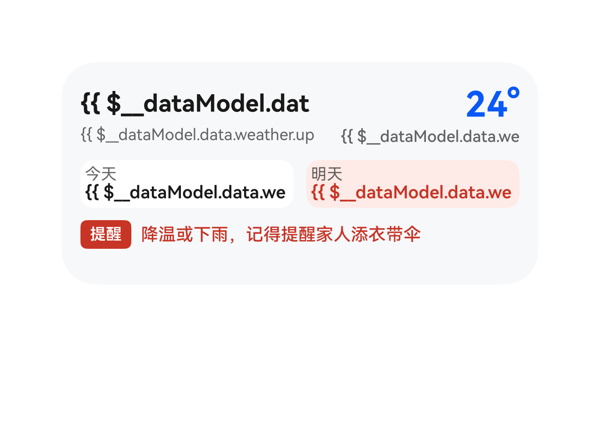 {{ $__dataModel.dat
24°
{{ $__dataModel.data.weather.up
{{ $__dataModel.data.we
今天
{{ $__dataModel.data.we
明天
{{ $__dataModel.data.we
提醒
降温或下雨，记得提醒家人添衣带伞